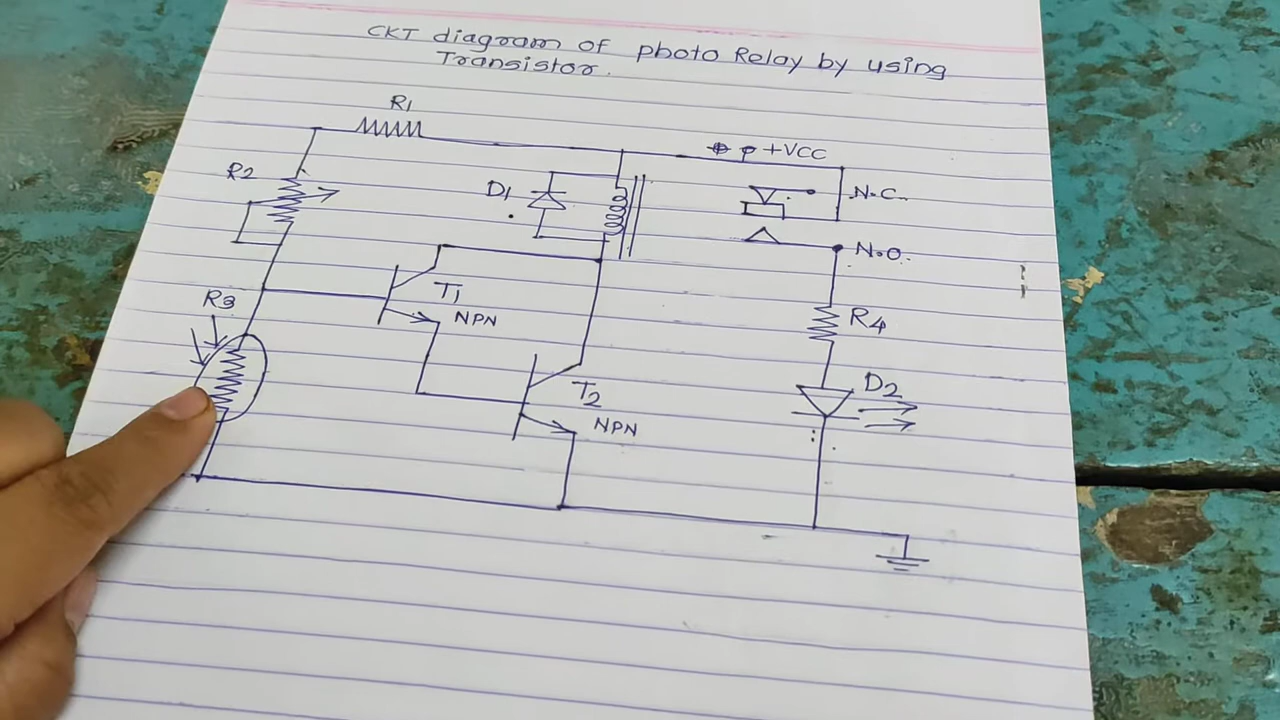 CKT diagram of photo Relay by using
Transistor.
R1
+VCC
R2
D1
N.C.
N.O.
T1
NPN
R3
R4
D2
T2
NPN